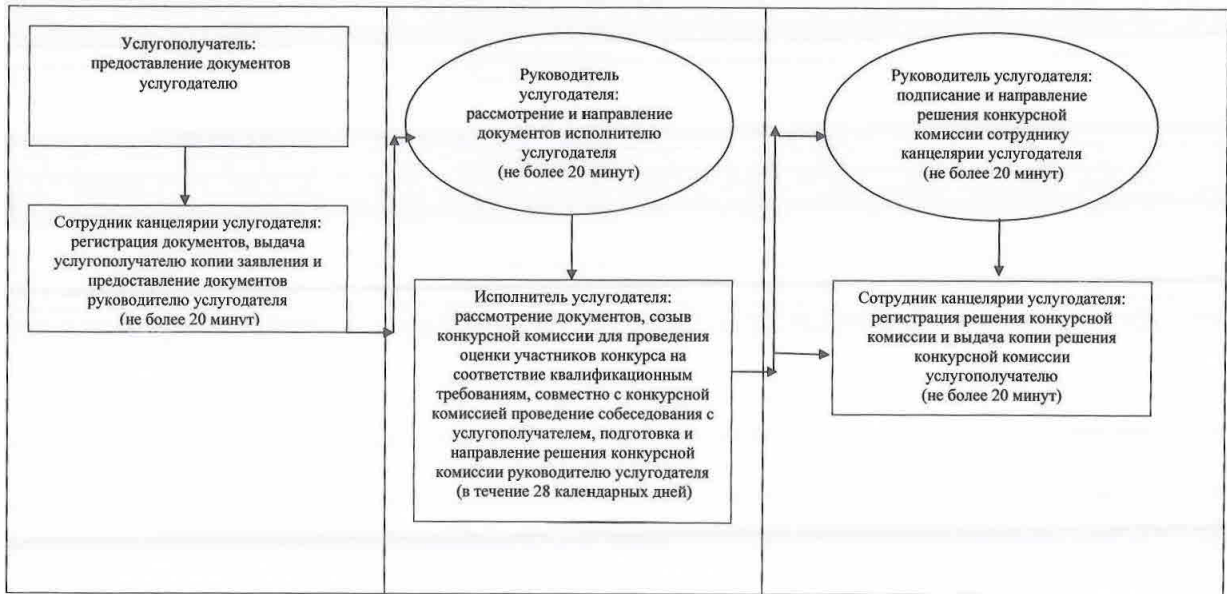 Услугополучатель:
предоставление документов
услугодателю
Сотрудник канцелярии услугодателя:
регистрация документов, выдача
услугополучателю копии заявления и
предоставление документов
руководителю услугодателя
(не более 20 минут)
Руководитель
услугодателя:
рассмотрение и направление
документов исполнителю
услугодателя
(не более 20 минут)
Исполнитель услугодателя:
рассмотрение документов, созыв
конкурсной комиссии для проведения
оценки участников конкурса на
соответствие квалификационным
требованиям, совместно с конкурсной
комиссией проведение собеседования с
услугополучателем, подготовка и
направление решения конкурсной
комиссии руководителю услугодателя
(в течение 28 календарных дней)
Руководитель услугодателя:
подписание и направление
решения конкурсной
комиссии сотруднику
канцелярии услугодателя
(не более 20 минут)
Сотрудник канцелярии услугодателя:
регистрация решения конкурсной
комиссии и выдача копии решения
конкурсной комиссии
услугополучателю
(не более 20 минут)